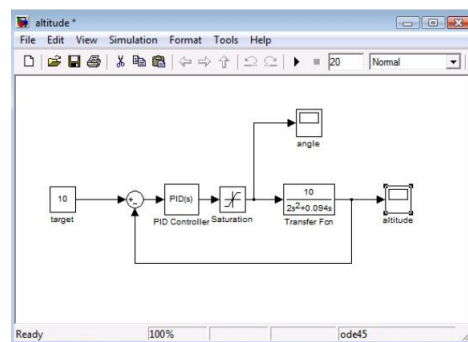 altitude *
File Edit View Simulation Format Tools Help
20 Normal
angle
10
target
+
-
PID(s)
PID Controller
Saturation
10
2s²+0.094s
Transfer Fcn
altitude
Ready 100% ode45